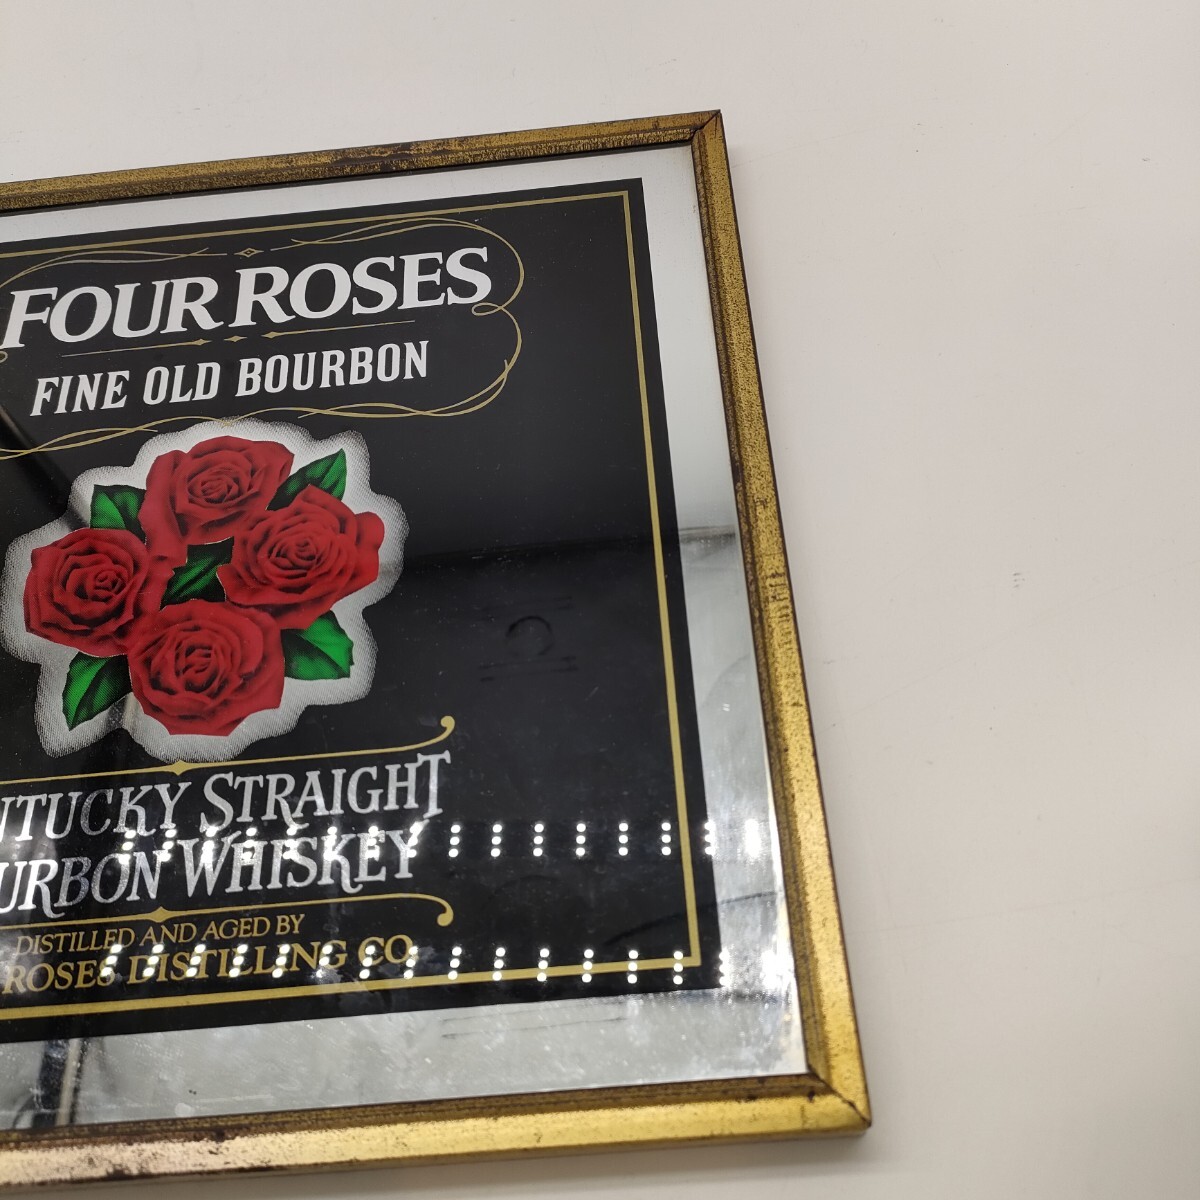 FOUR ROSES
FINE OLD BOURBON
NTUCKY STRAIGHT
URBON WHISKEY
DISTILLED AND AGED BY
ROSES DISTILLING CO.